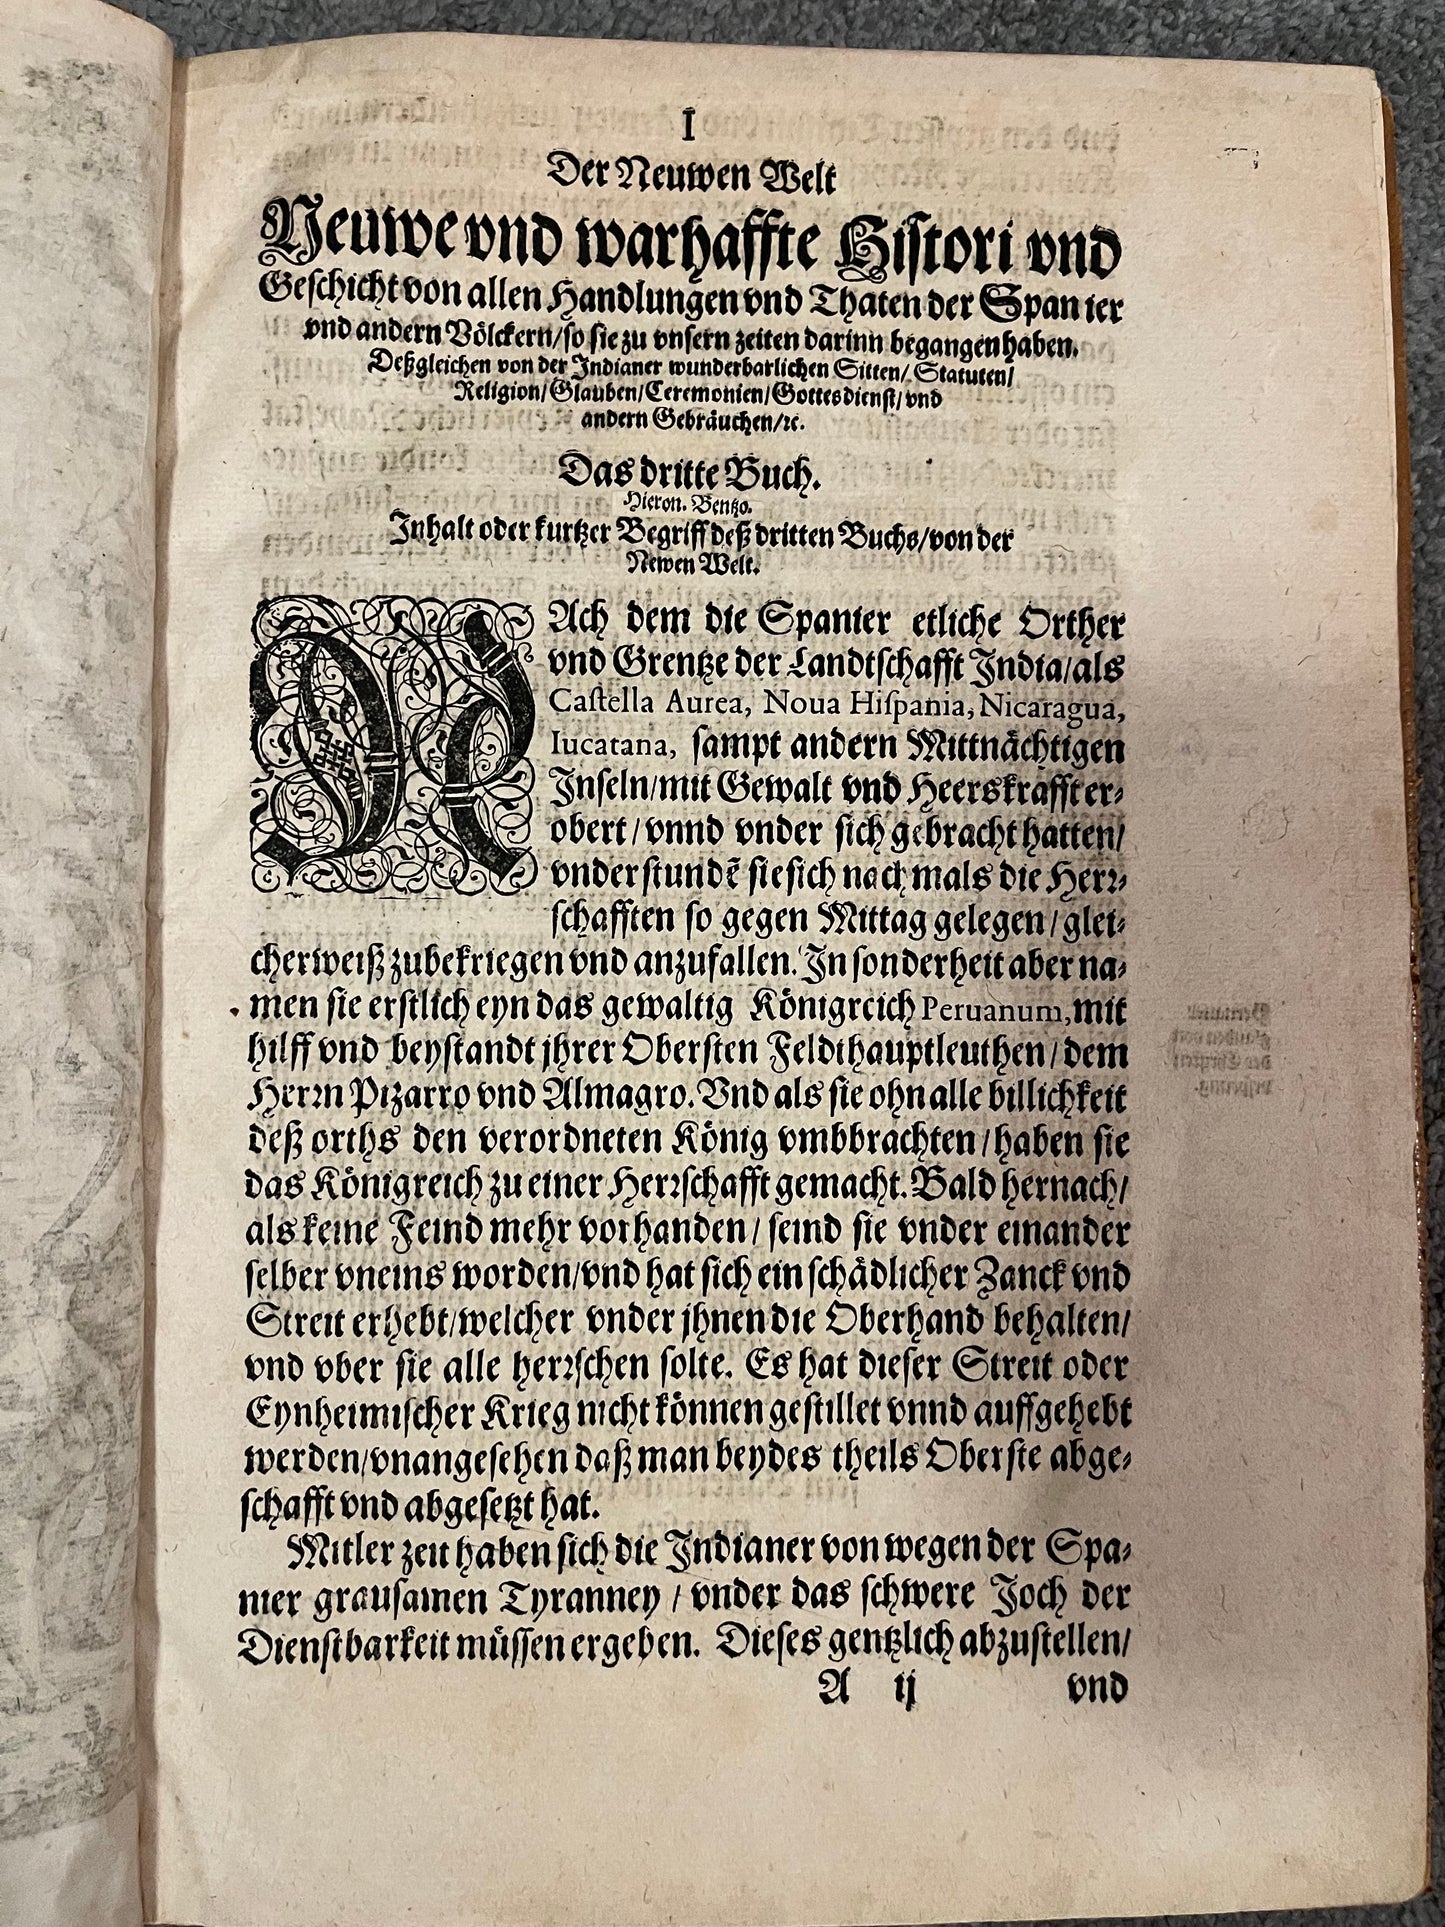 I
Der Neuwen Welt
Neuwe vnd warhaffte Histori vnd
Geschicht von allen Handlungen vnd Thaten der Spanier
vnd andern Völckern/ so sie zu vnsern zeiten darinn begangen haben.
Deßgleichen von der Indianer wunderbarlichen Sitten/ Statuten/
Religion/ Glauben/ Ceremonien/ Gottesdienst/ vnd
andern Gebräuchen/ ꝛc.
Das dritte Buch.
Hieron. Bentzo.
Inhalt oder kurtzer Begriff deß dritten Buchs/ von der
Newen Welt.
NAch dem die Spanier etliche Orther
vnd Grentze der Landtschafft India/ als
Castella Aurea, Noua Hispania, Nicaragua,
Iucatana, sampt andern Mittnächtigen
Inseln/ mit Gewalt vnd Heerskrafft er⸗
obert/ vnnd vnder sich gebracht hatten/
vnderstundẽ sie sich nachmals die Herr⸗
schafften so gegen Mittag gelegen/ glei⸗
cherweiß zubekriegen vnd anzufallen. In sonderheit aber na⸗
men sie erstlich eyn das gewaltig Königreich Peruanum, mit
hilff vnd beystandt jhrer Obersten Feldthauptleuthen/ dem
Herrn Pizarro vnd Almagro. Vnd als sie ohn alle billichkeit
deß orths den verordneten König vmbbrachten/ haben sie
das Königreich zu einer Herrschafft gemacht. Bald hernach/
als keine Feind mehr vorhanden/ seind sie vnder einander
selber vneins worden/ vnd hat sich ein schädlicher Zanck vnd
Streit erhebt/ welcher vnder jhnen die Oberhand behalten/
vnd vber sie alle herrschen solte. Es hat dieser Streit oder
Eynheimischer Krieg nicht können gestillet vnnd auffgehebt
werden/ vnangesehen daß man beydes theils Oberste abge⸗
schafft vnd abgesetzt hat.
Mitler zeit haben sich die Indianer von wegen der Spa⸗
nier grausamen Tyranney/ vnder das schwere Joch der
Dienstbarkeit müssen ergeben. Dieses gentzlich abzustellen/
A ij vnd